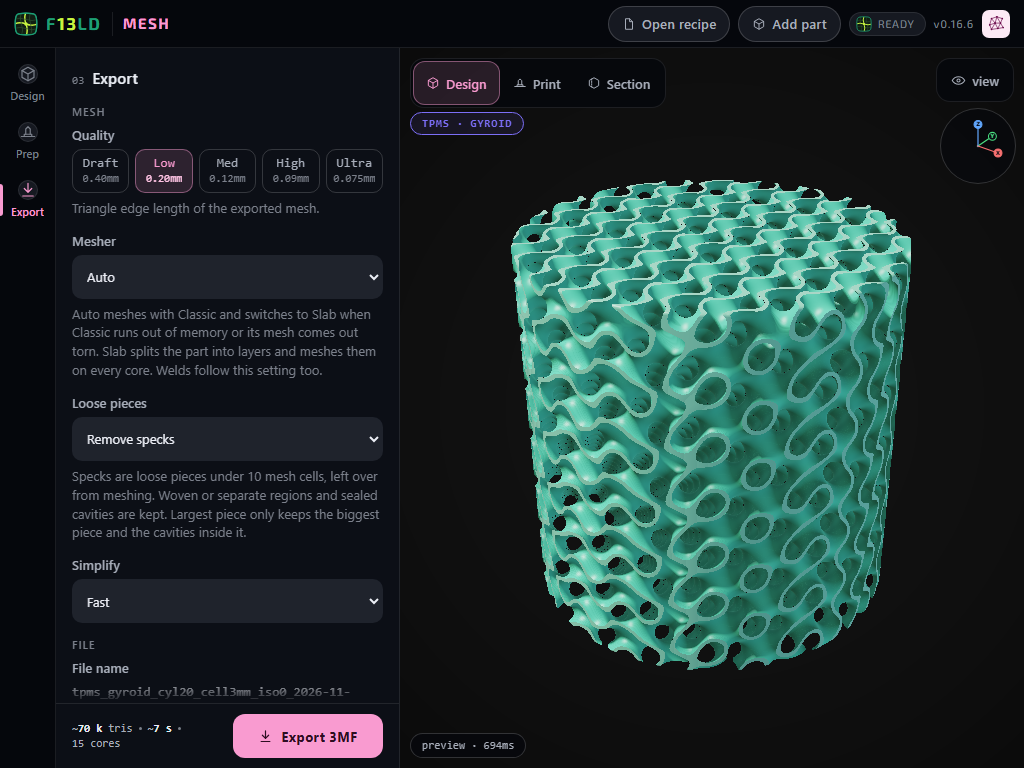 F13LD MESH
Open recipe
Add part
READY
v0.16.6
Design
Prep
Export
03 Export
MESH
Quality
Draft Low Med High Ultra
0.40mm 0.20mm 0.12mm 0.09mm 0.075mm
Triangle edge length of the exported mesh.
Mesher
Auto
Auto meshes with Classic and switches to Slab when
Classic runs out of memory or its mesh comes out
torn. Slab splits the part into layers and meshes them
on every core. Welds follow this setting too.
Loose pieces
Remove specks
Specks are loose pieces under 10 mesh cells, left over
from meshing. Woven or separate regions and sealed
cavities are kept. Largest piece only keeps the biggest
piece and the cavities inside it.
Simplify
Fast
FILE
File name
tpms_gyroid_cyl20_cell3mm_iso0_2026-11-
~70 k tris • ~7 s •
15 cores
Export 3MF
Design
Print
Section
TPMS · GYROID
view
Z
Y
X
preview · 694ms